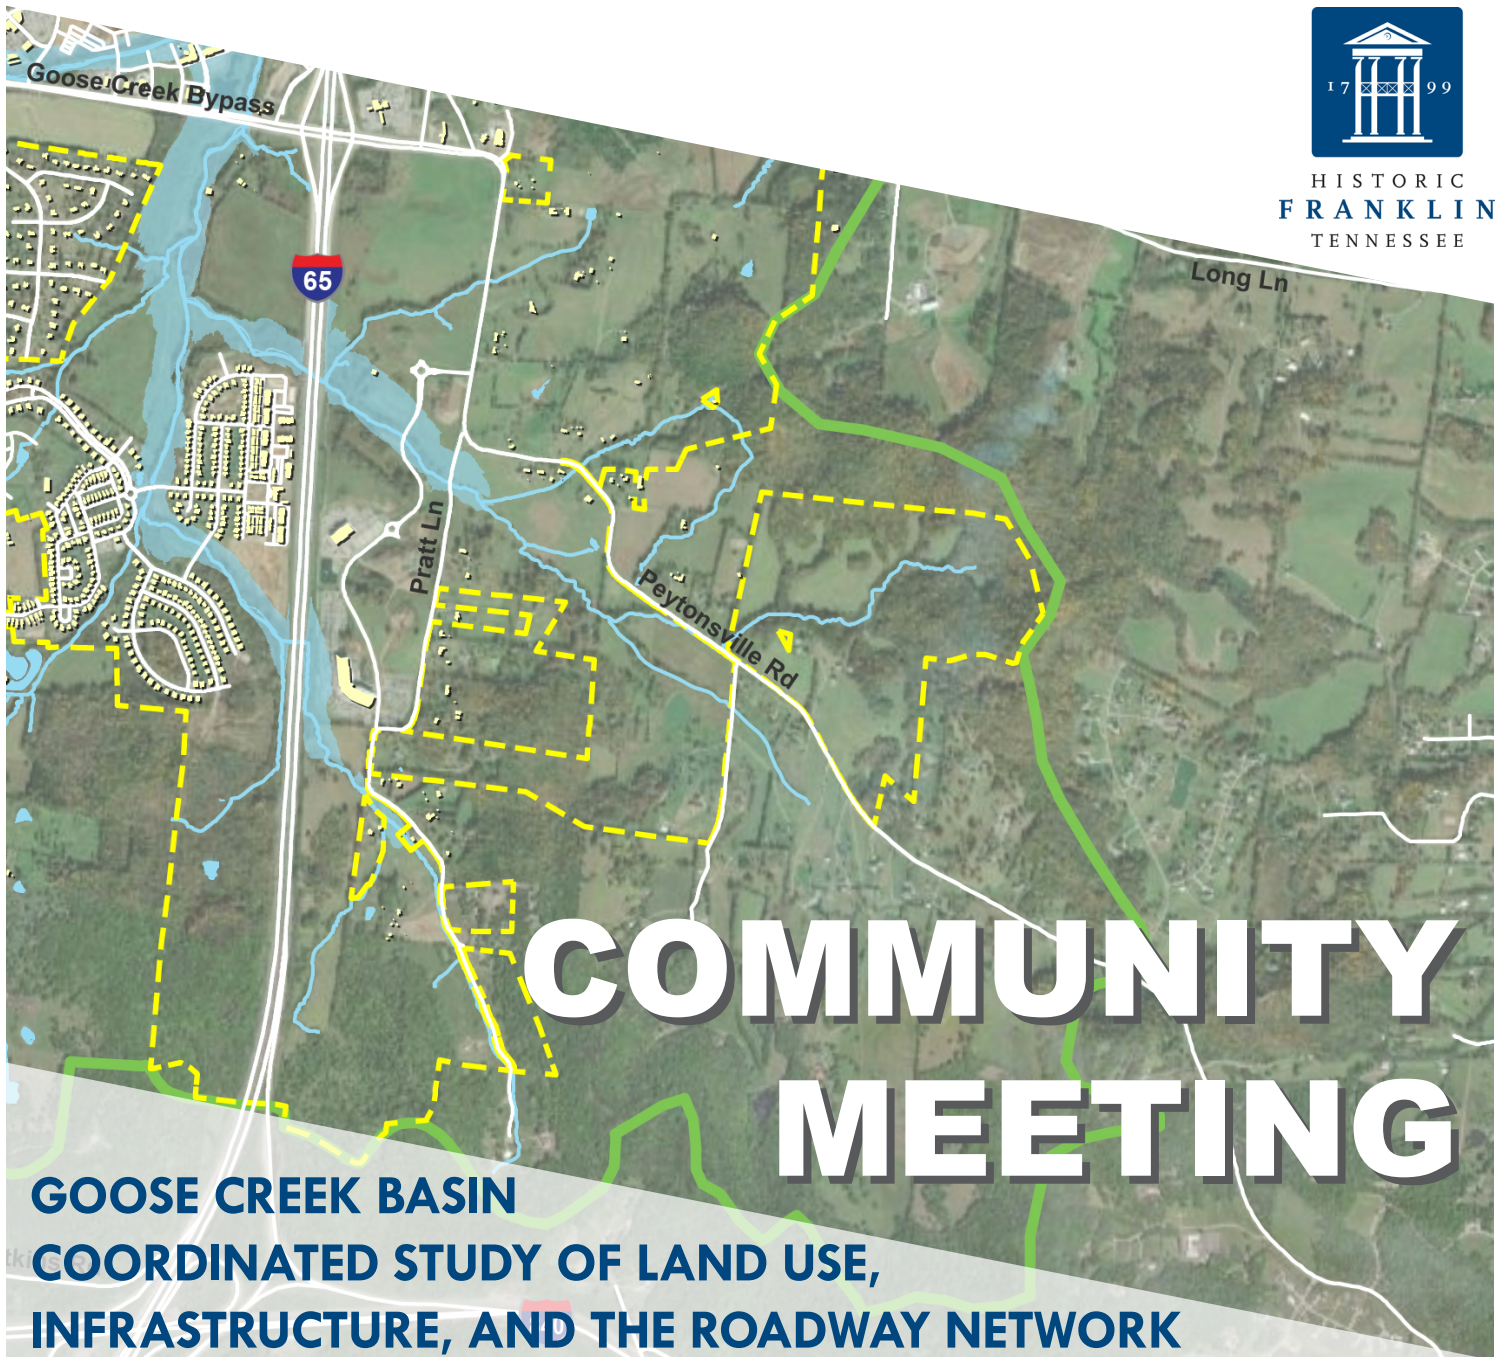 Goose Creek Bypass
17 99
HISTORIC
FRANKLIN
TENNESSEE
65
Long Ln
Pratt Ln
Peytonsville Rd
COMMUNITY
MEETING
GOOSE CREEK BASIN
COORDINATED STUDY OF LAND USE,
INFRASTRUCTURE, AND THE ROADWAY NETWORK